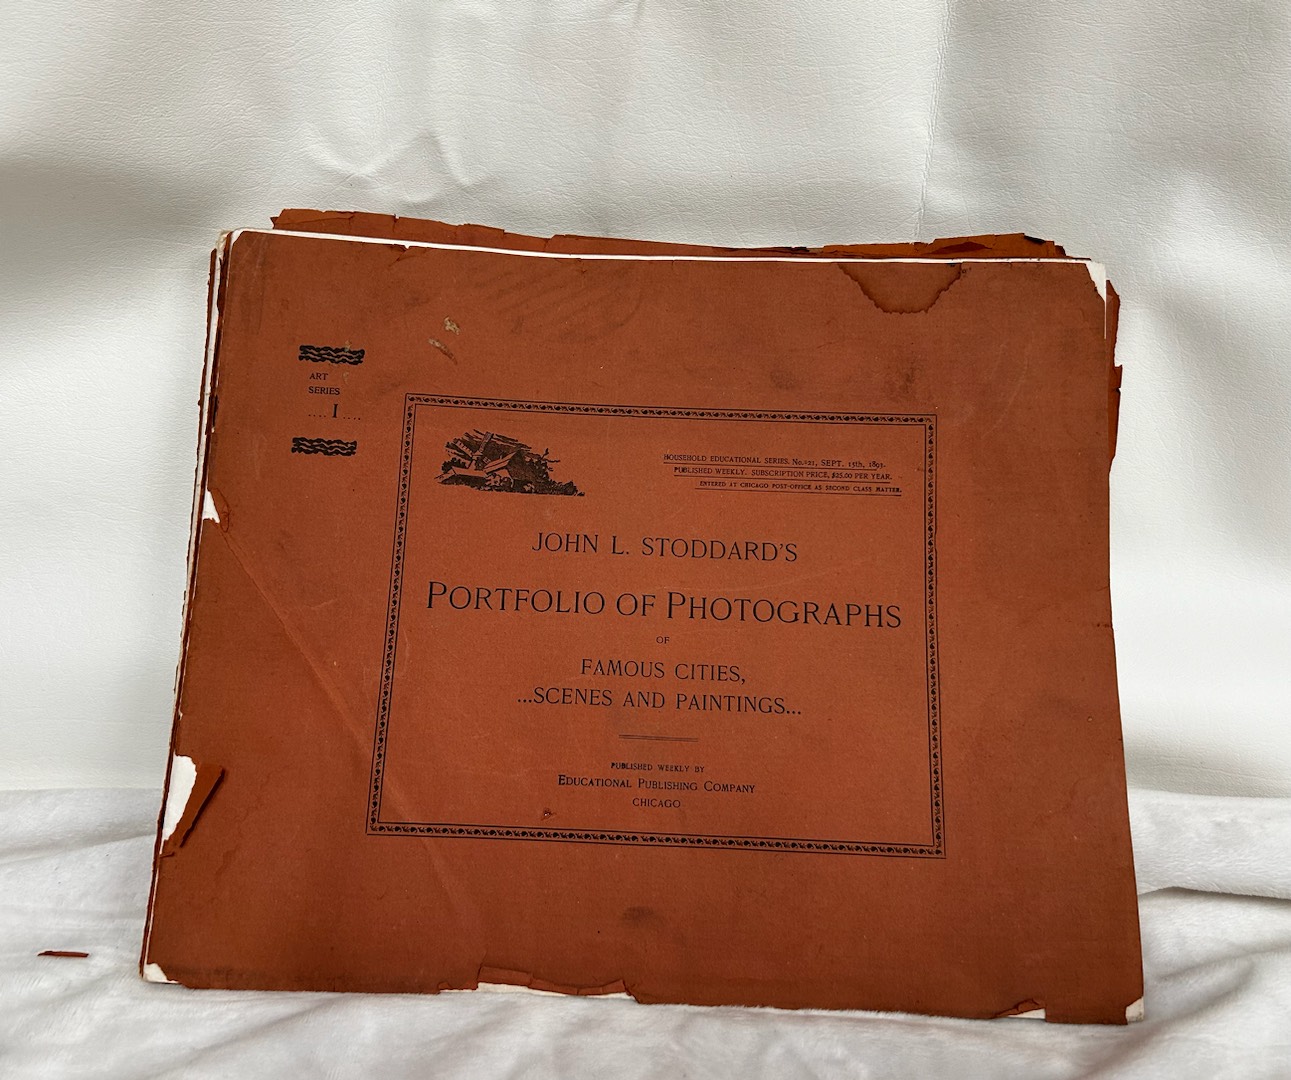 ART
SERIES
....I....
HOUSEHOLD EDUCATIONAL SERIES. No. 21, SEPT. 15th, 1893.
PUBLISHED WEEKLY. SUBSCRIPTION PRICE, $25.00 PER YEAR.
ENTERED AT CHICAGO POST-OFFICE AS SECOND CLASS MATTER.
JOHN L. STODDARD'S
PORTFOLIO OF PHOTOGRAPHS
OF
FAMOUS CITIES,
...SCENES AND PAINTINGS...
PUBLISHED WEEKLY BY
EDUCATIONAL PUBLISHING COMPANY
CHICAGO